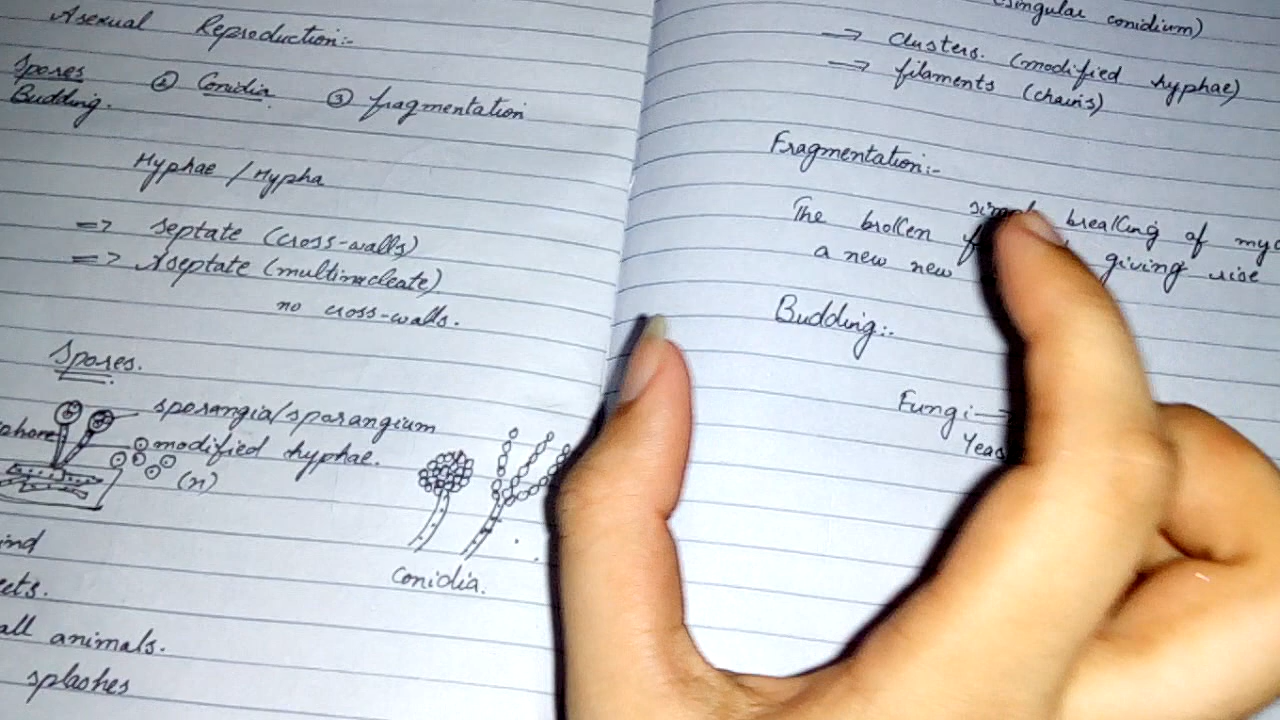 Asexual Reproduction:-
Spores ② Conidia. ③ fragmentation
Budding.
Hyphae / Hypha
=> Septate (cross-walls)
=> Aseptate (multinucleate)
no cross-walls.
Spores.
sporangia/sporangium
phore
modified hyphae.
(n)
Conidia.
ind
ets.
all animals.
splashes
(singular conidium)
→ Clusters. (modified hyphae)
→ filaments (chains)
Fragmentation:-
breaking of
The broken giving rise
a new new
Budding:-
Fungi →
Yeas